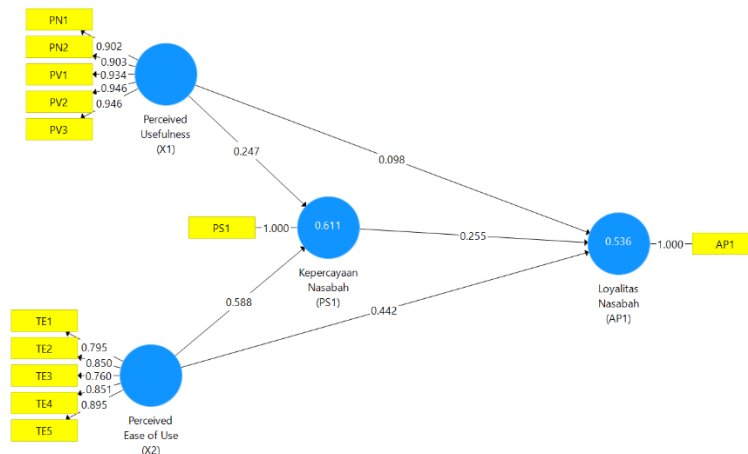 PN1
PN2
PV1
PV2
PV3
0.902
0.903
0.934
0.946
0.946
Perceived
Usefulness
(X1)
0.247
0.098
PS1
1.000
0.611
Kepercayaan
Nasabah
(PS1)
0.255
0.536
1.000
AP1
Loyalitas
Nasabah
(AP1)
0.588
0.442
TE1
TE2
TE3
TE4
TE5
0.795
0.850
0.760
0.851
0.895
Perceived
Ease of Use
(X2)